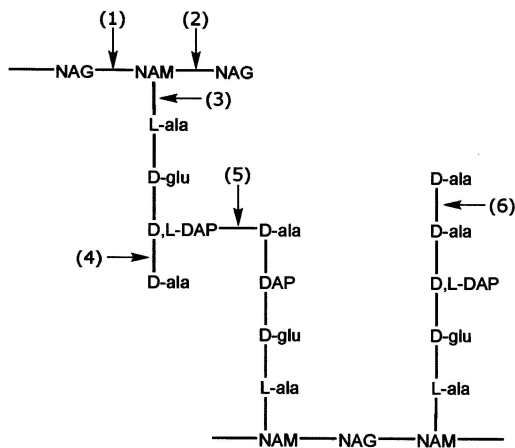 (1) (2)
NAG NAM NAG
(3)
L-ala
D-glu D-ala
(5) (6)
D,L-DAP D-ala D-ala
(4)
D-ala DAP D,L-DAP
D-glu D-glu
L-ala L-ala
NAM NAG NAM